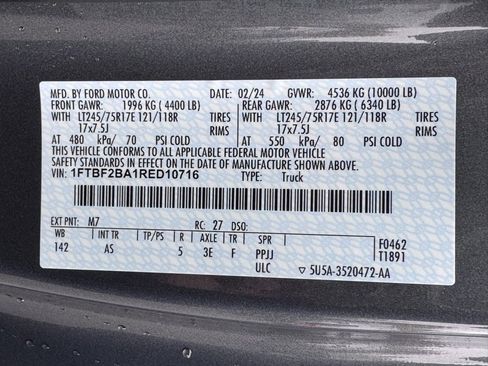 MFD. BY FORD MOTOR CO. 02/24 GVWR: 4536 KG (10000 LB)
FRONT GAWR: 1996 KG (4400 LB) REAR GAWR: 2876 KG (6340 LB)
WITH LT245/75R17E 121/118R TIRES WITH LT245/75R17E 121/118R TIRES
17x7.5J RIMS 17x7.5J RIMS
AT 480 kPa/ 70 PSI COLD AT 550 kPa/ 80 PSI COLD
THIS VEHICLE CONFORMS TO ALL APPLICABLE FEDERAL MOTOR VEHICLE
SAFETY STANDARDS IN EFFECT ON THE DATE OF MANUFACTURE SHOWN ABOVE.
VIN: 1FTBF2BA1RED10716 TYPE: Truck
EXT PNT: M7 RC: 27 DSO: F0462
WB INT TR TP/PS R AXLE TR SPR T1891
142 AS 5 3E F PPJJ
ULC ▽ 5U5A-3520472-AA